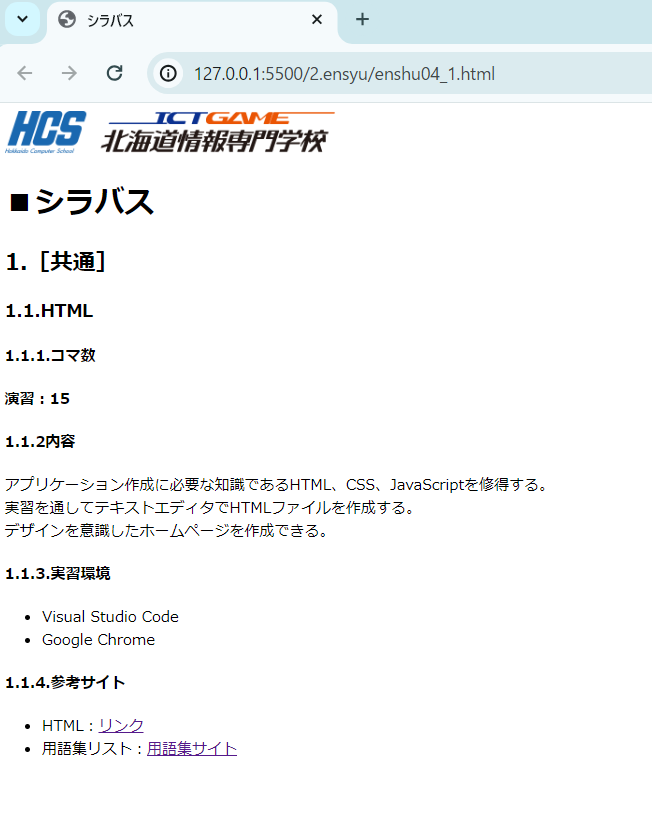 シラバス
127.0.0.1:5500/2.ensyu/enshu04_1.html
HCS
Hokkaido Computer School
ICTGAME
北海道情報専門学校
■シラバス
1.［共通］
1.1.HTML
1.1.1.コマ数
演習：15
1.1.2内容
アプリケーション作成に必要な知識であるHTML、CSS、JavaScriptを修得する。
実習を通してテキストエディタでHTMLファイルを作成する。
デザインを意識したホームページを作成できる。
1.1.3.実習環境
• Visual Studio Code
• Google Chrome
1.1.4.参考サイト
• HTML：リンク
• 用語集リスト：用語集サイト